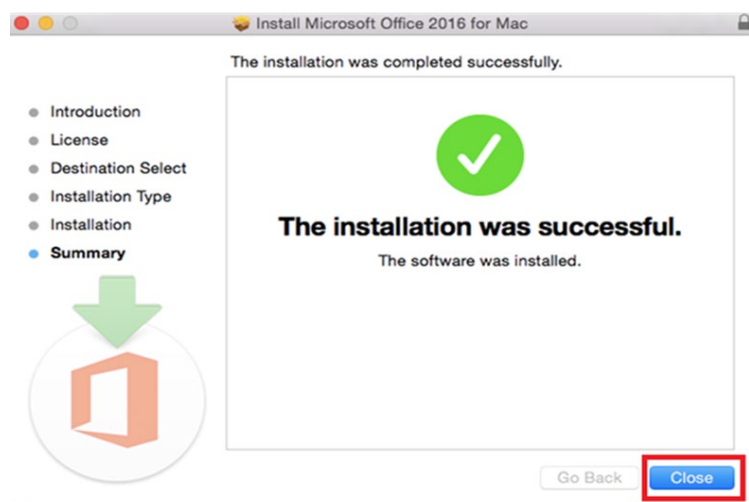 Install Microsoft Office 2016 for Mac
The installation was completed successfully.
Introduction
License
Destination Select
Installation Type
Installation
Summary
The installation was successful.
The software was installed.
Go Back
Close